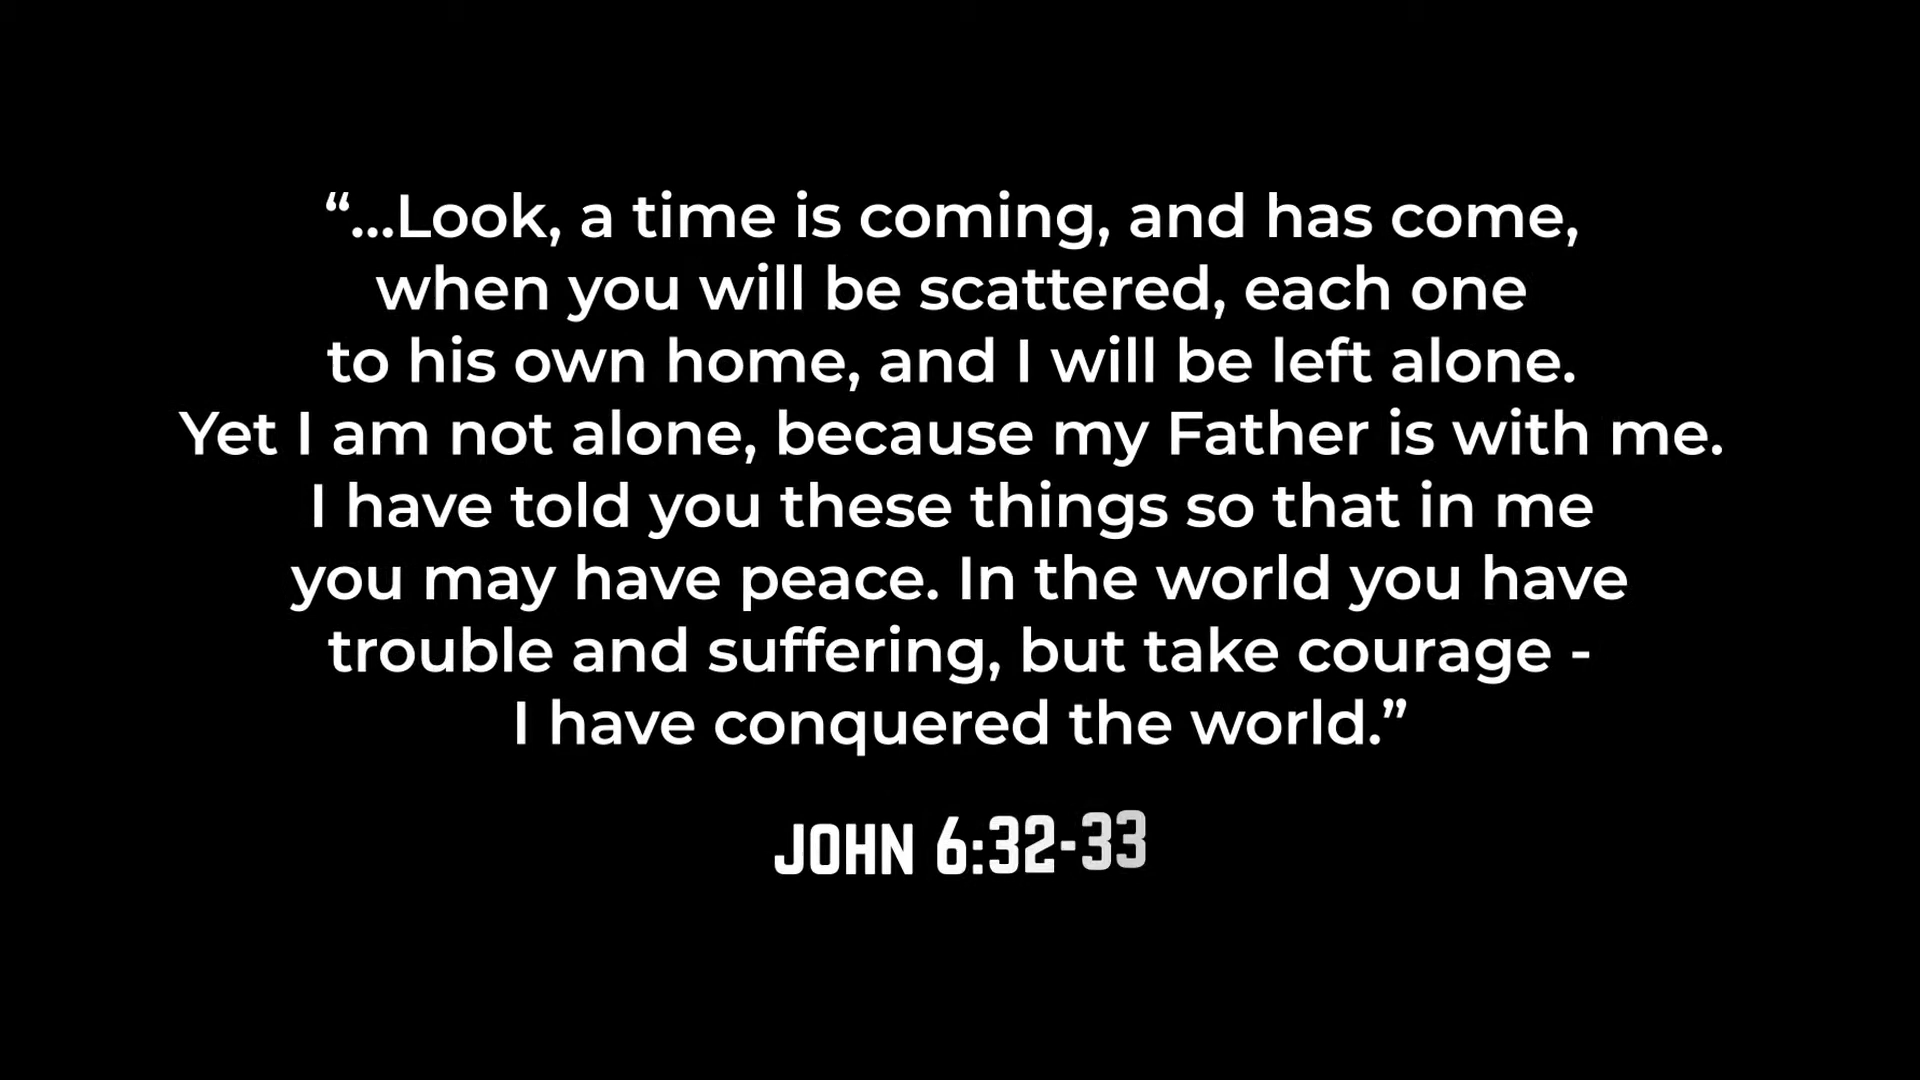 “...Look, a time is coming, and has come,
when you will be scattered, each one
to his own home, and I will be left alone.
Yet I am not alone, because my Father is with me.
I have told you these things so that in me
you may have peace. In the world you have
trouble and suffering, but take courage -
I have conquered the world.”
JOHN 6:32-33